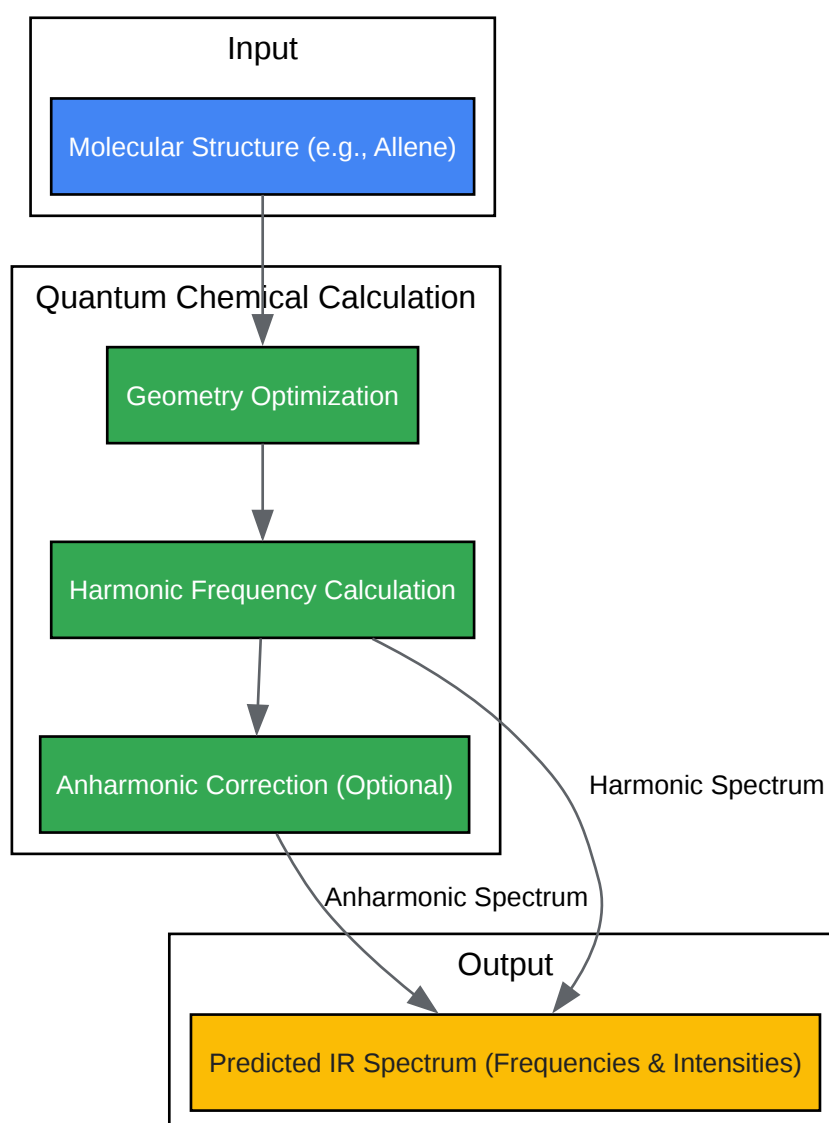 Input
Molecular Structure (e.g., Allene)
Quantum Chemical Calculation
Geometry Optimization
Harmonic Frequency Calculation
Anharmonic Correction (Optional)
Harmonic Spectrum
Anharmonic Spectrum
Output
Predicted IR Spectrum (Frequencies & Intensities)